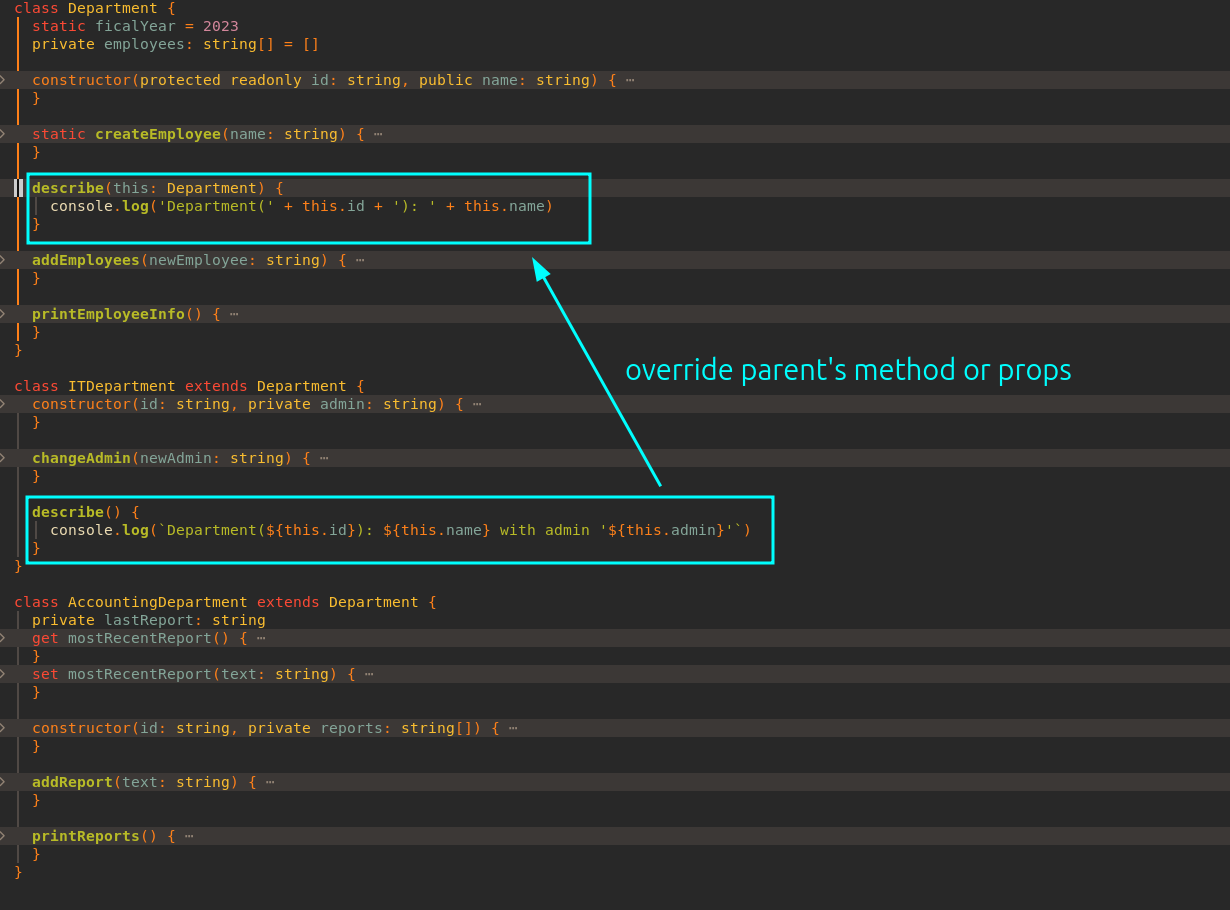 class Department {
static ficalYear = 2023
private employees: string[] = []
constructor(protected readonly id: string, public name: string) { ⋯
}
static createEmployee(name: string) { ⋯
}
describe(this: Department) {
console.log('Department(' + this.id + '): ' + this.name)
}
addEmployees(newEmployee: string) { ⋯
}
printEmployeeInfo() { ⋯
}
}
override parent's method or props
class ITDepartment extends Department {
constructor(id: string, private admin: string) { ⋯
}
changeAdmin(newAdmin: string) { ⋯
}
describe() {
console.log(`Department(${this.id}): ${this.name} with admin '${this.admin}'`)
}
}
class AccountingDepartment extends Department {
private lastReport: string
get mostRecentReport() { ⋯
}
set mostRecentReport(text: string) { ⋯
}
constructor(id: string, private reports: string[]) { ⋯
}
addReport(text: string) { ⋯
}
printReports() { ⋯
}
}